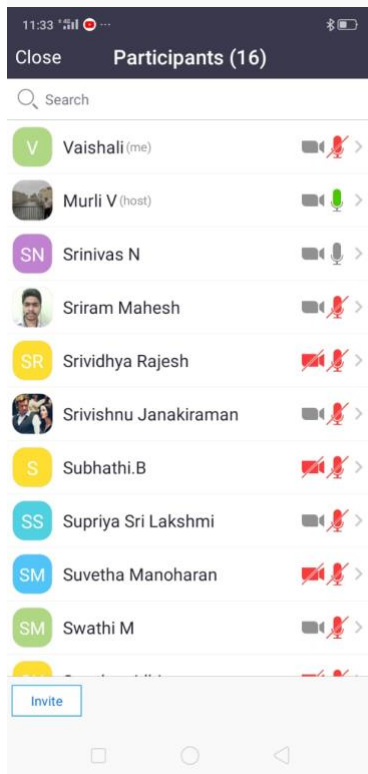 11:33
Close Participants (16)
Search
V Vaishali (me)
Murli V (host)
SN Srinivas N
Sriram Mahesh
SR Srividhya Rajesh
Srivishnu Janakiraman
S Subhathi.B
SS Supriya Sri Lakshmi
SM Suvetha Manoharan
SM Swathi M
Invite